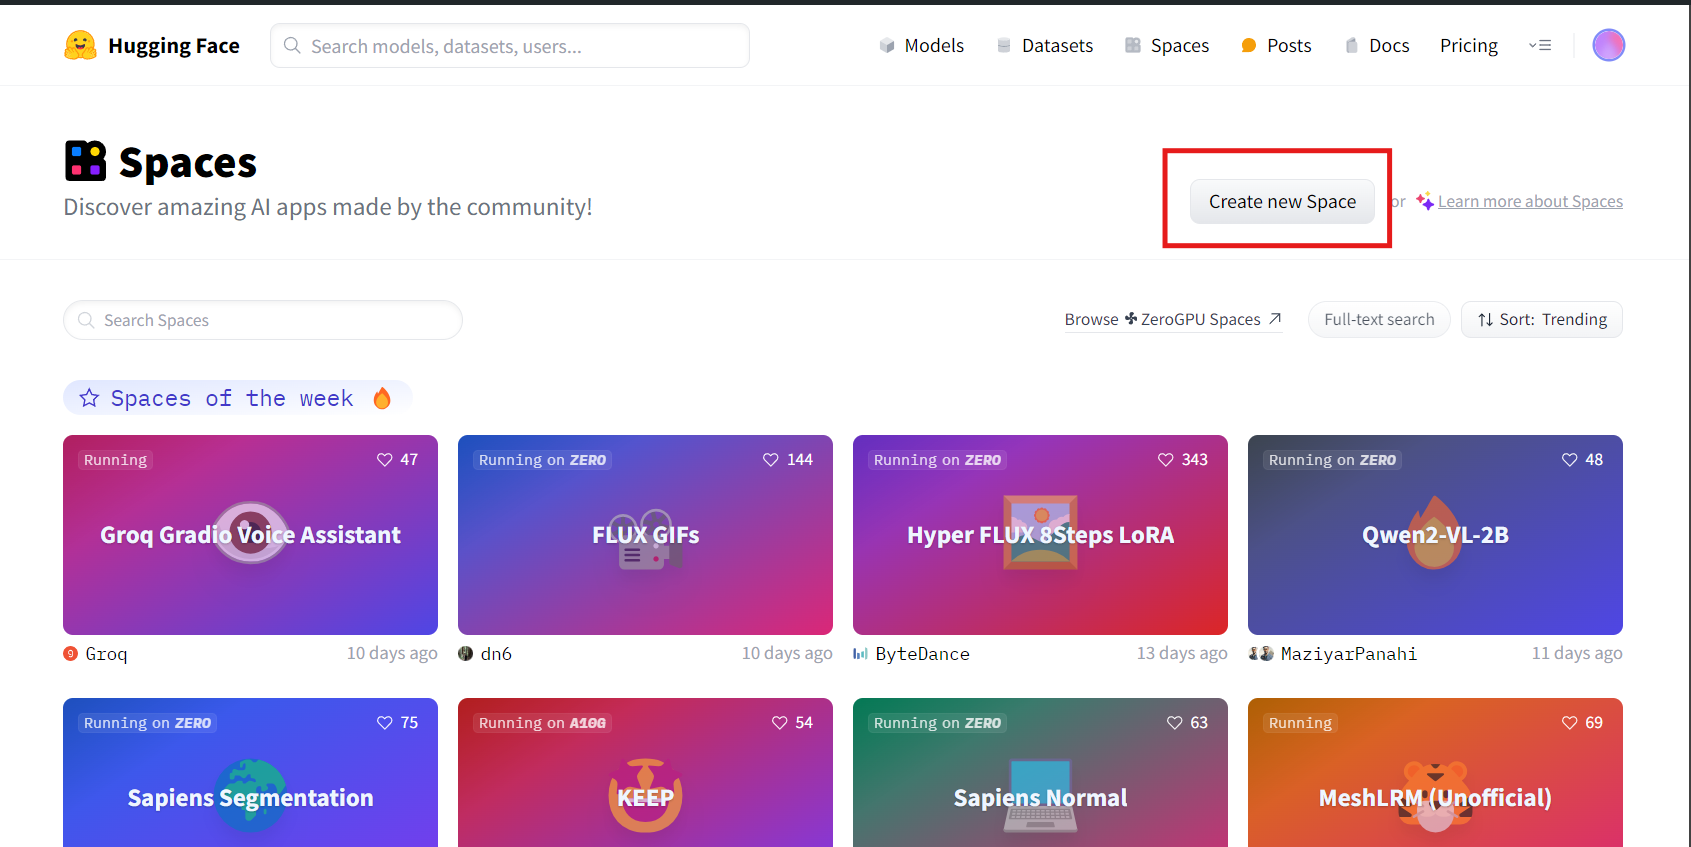 Hugging Face
Search models, datasets, users...
Models
Datasets
Spaces
Posts
Docs
Pricing
Spaces
Discover amazing AI apps made by the community!
Create new Space
or
Learn more about Spaces
Search Spaces
Browse ZeroGPU Spaces
Full-text search
Sort: Trending
Spaces of the week
Running
47
Groq Gradio Voice Assistant
9 Groq
10 days ago
Running on ZERO
144
FLUX GIFs
dn6
10 days ago
Running on ZERO
343
Hyper FLUX 8Steps LoRA
ByteDance
13 days ago
Running on ZERO
48
Qwen2-VL-2B
MaziyarPanahi
11 days ago
Running on ZERO
75
Sapiens Segmentation
Running on A10G
54
KEEP
Running on ZERO
63
Sapiens Normal
Running
69
MeshLRM (Unofficial)